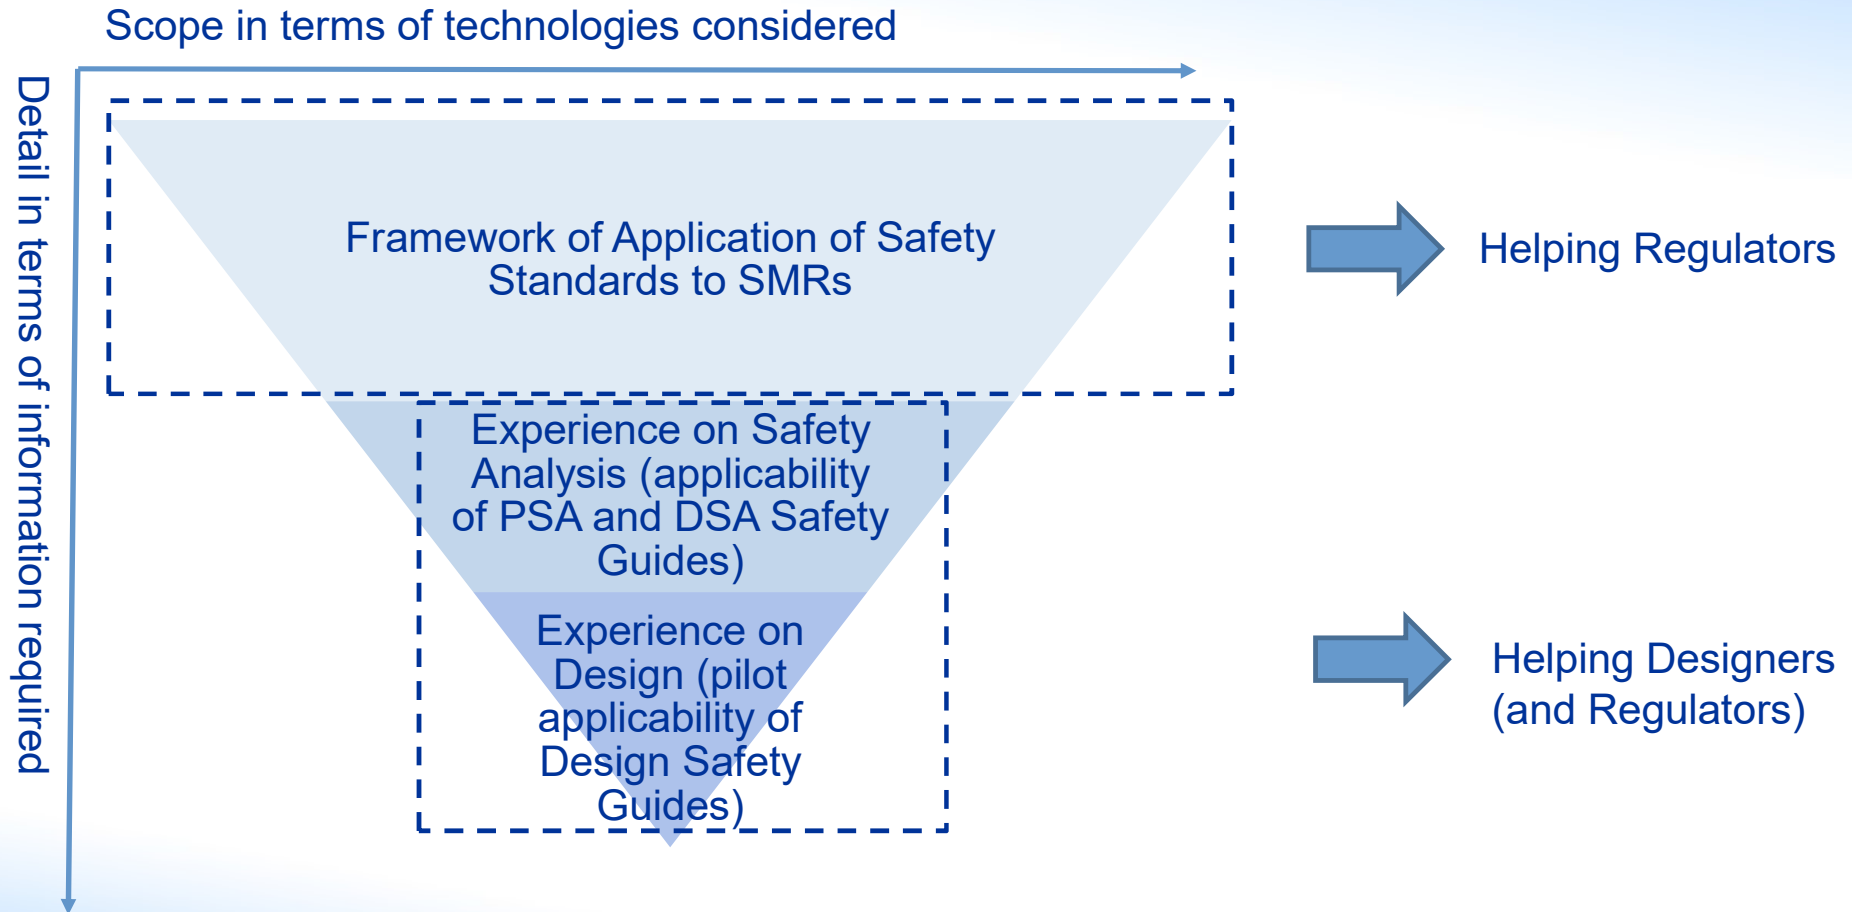 Scope in terms of technologies considered
Detail in terms of information required
Framework of Application of Safety
Standards to SMRs
Helping Regulators
Experience on Safety
Analysis (applicability
of PSA and DSA Safety
Guides)
Experience on
Design (pilot
applicability of
Design Safety
Guides)
Helping Designers
(and Regulators)